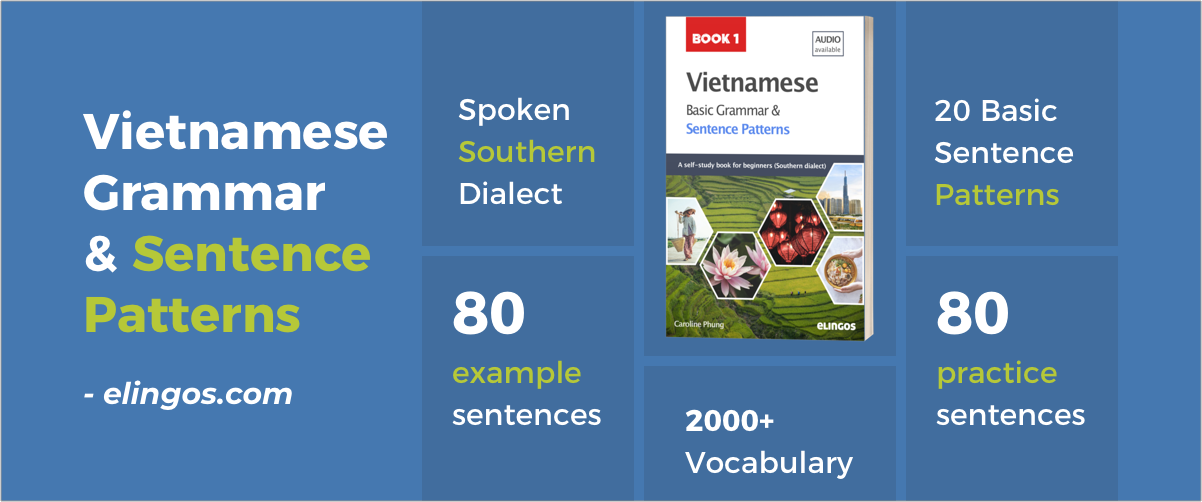 Vietnamese
Grammar
& Sentence
Patterns
- elingos.com
Spoken
Southern
Dialect
80
example
sentences
BOOK 1
AUDIO
available
Vietnamese
Basic Grammar &
Sentence Patterns
A self-study book for beginners (Southern dialect)
Caroline Phung
eLINGOS
2000+
Vocabulary
20 Basic
Sentence
Patterns
80
practice
sentences